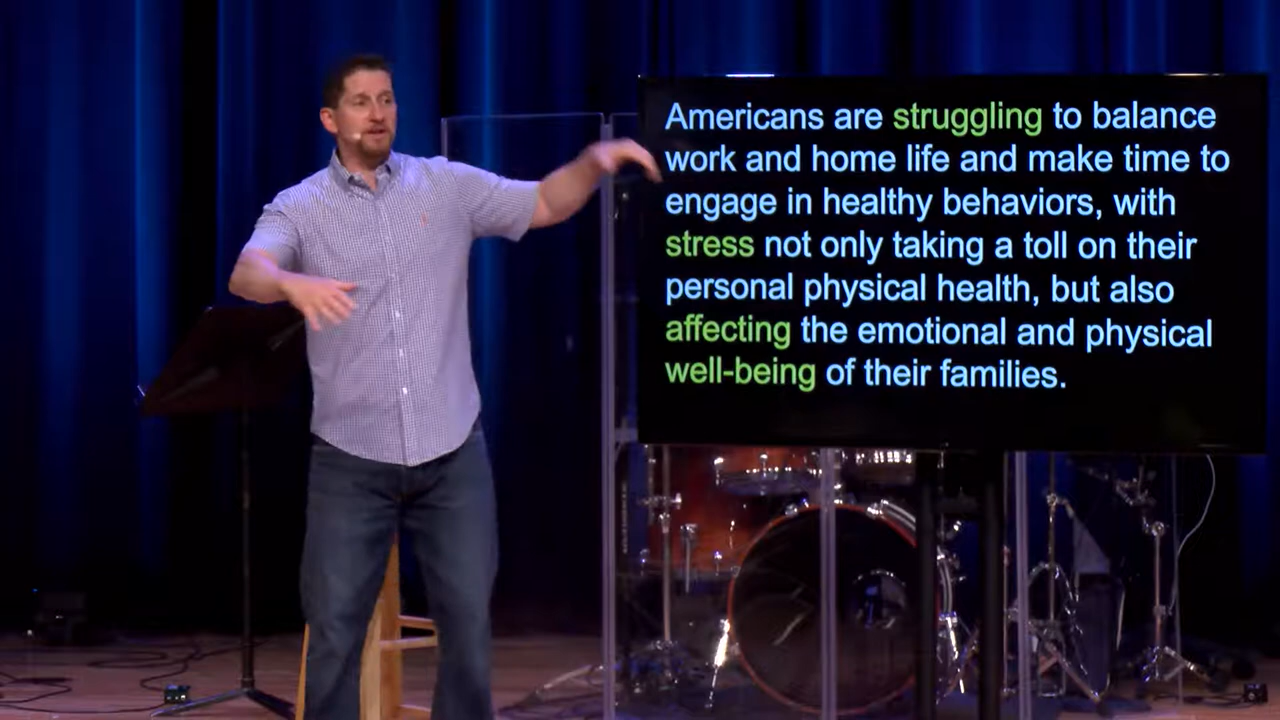 Americans are struggling to balance
work and home life and make time to
engage in healthy behaviors, with
stress not only taking a toll on their
personal physical health, but also
affecting the emotional and physical
well-being of their families.